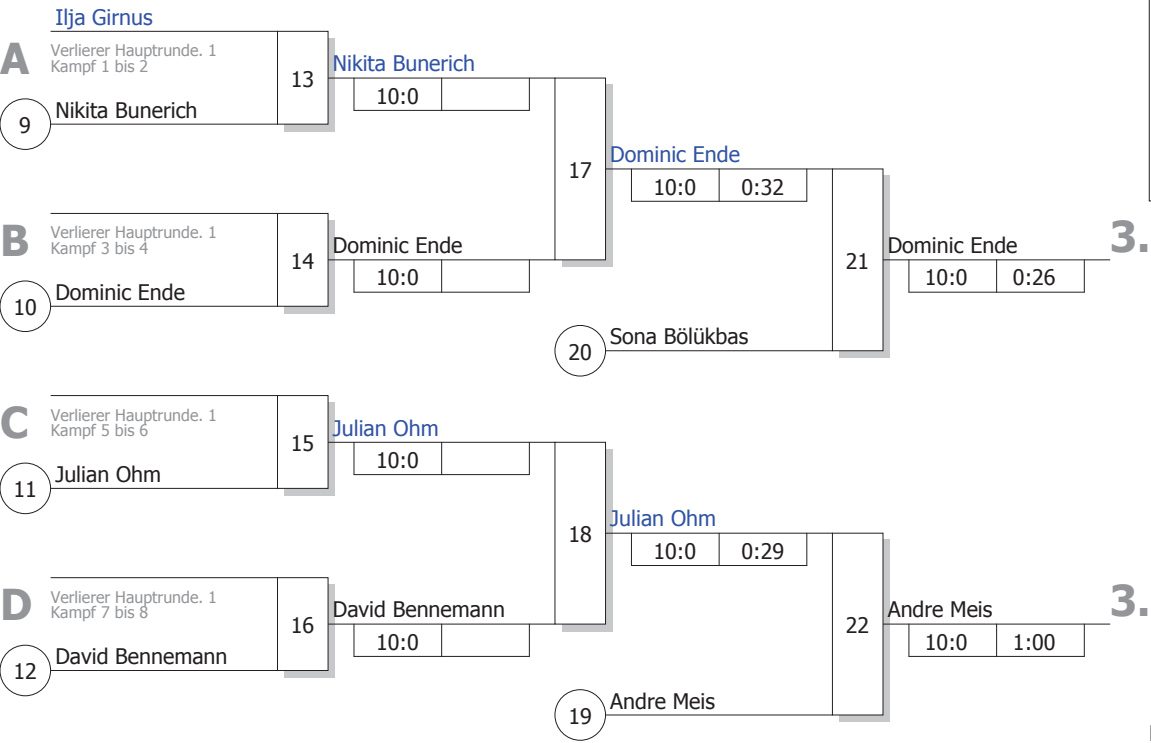 Ilja Girnus
A
Verlierer Hauptrunde. 1
Kampf 1 bis 2
13
Nikita Bunerich
10:0
9
Nikita Bunerich
17
Dominic Ende
10:0 0:32
B
Verlierer Hauptrunde. 1
Kampf 3 bis 4
14
Dominic Ende
10:0
10
Dominic Ende
21
Dominic Ende
10:0 0:26
3.
20
Sona Bölükbas
C
Verlierer Hauptrunde. 1
Kampf 5 bis 6
15
Julian Ohm
10:0
11
Julian Ohm
18
Julian Ohm
10:0 0:29
D
Verlierer Hauptrunde. 1
Kampf 7 bis 8
16
David Bennemann
10:0
12
David Bennemann
22
Andre Meis
10:0 1:00
3.
19
Andre Meis